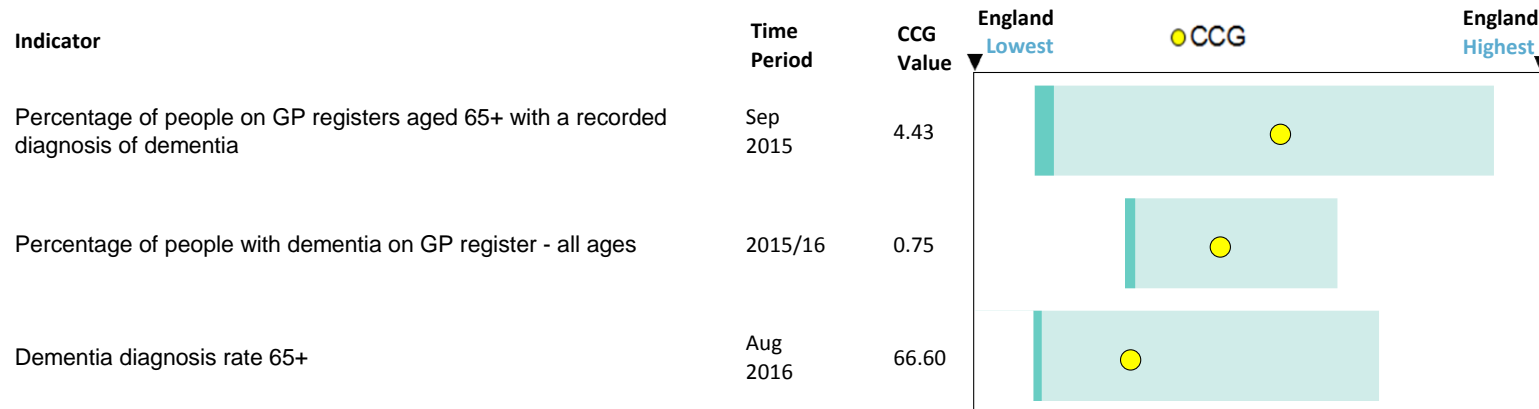 Indicator
Time
Period
CCG
Value
England
Lowest
CCG
England
Highest
Percentage of people on GP registers aged 65+ with a recorded
diagnosis of dementia
Sep
2015
4.43
Percentage of people with dementia on GP register - all ages
2015/16
0.75
Dementia diagnosis rate 65+
Aug
2016
66.60